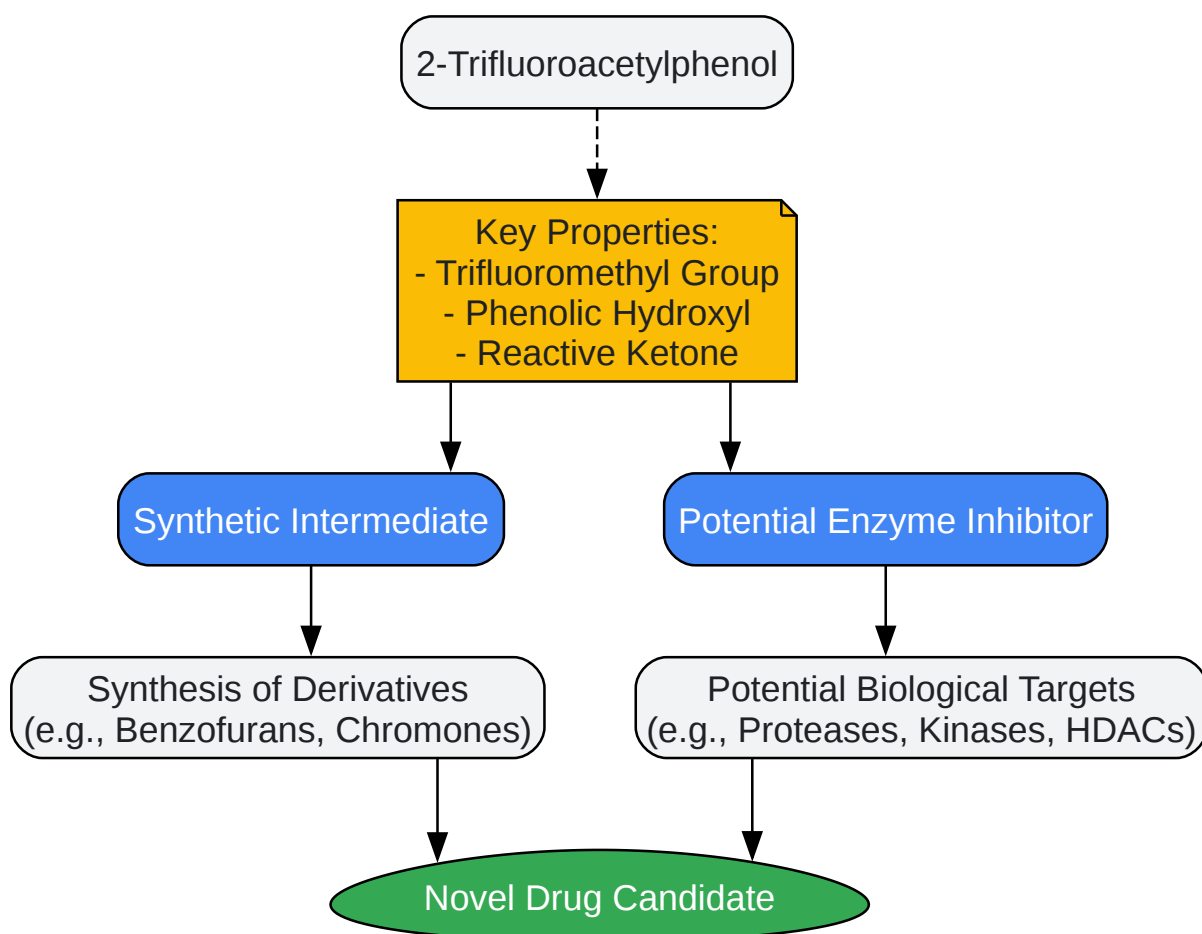 2-Trifluoroacetylphenol
Key Properties:
- Trifluoromethyl Group
- Phenolic Hydroxyl
- Reactive Ketone
Synthetic Intermediate
Potential Enzyme Inhibitor
Synthesis of Derivatives
(e.g., Benzofurans, Chromones)
Potential Biological Targets
(e.g., Proteases, Kinases, HDACs)
Novel Drug Candidate